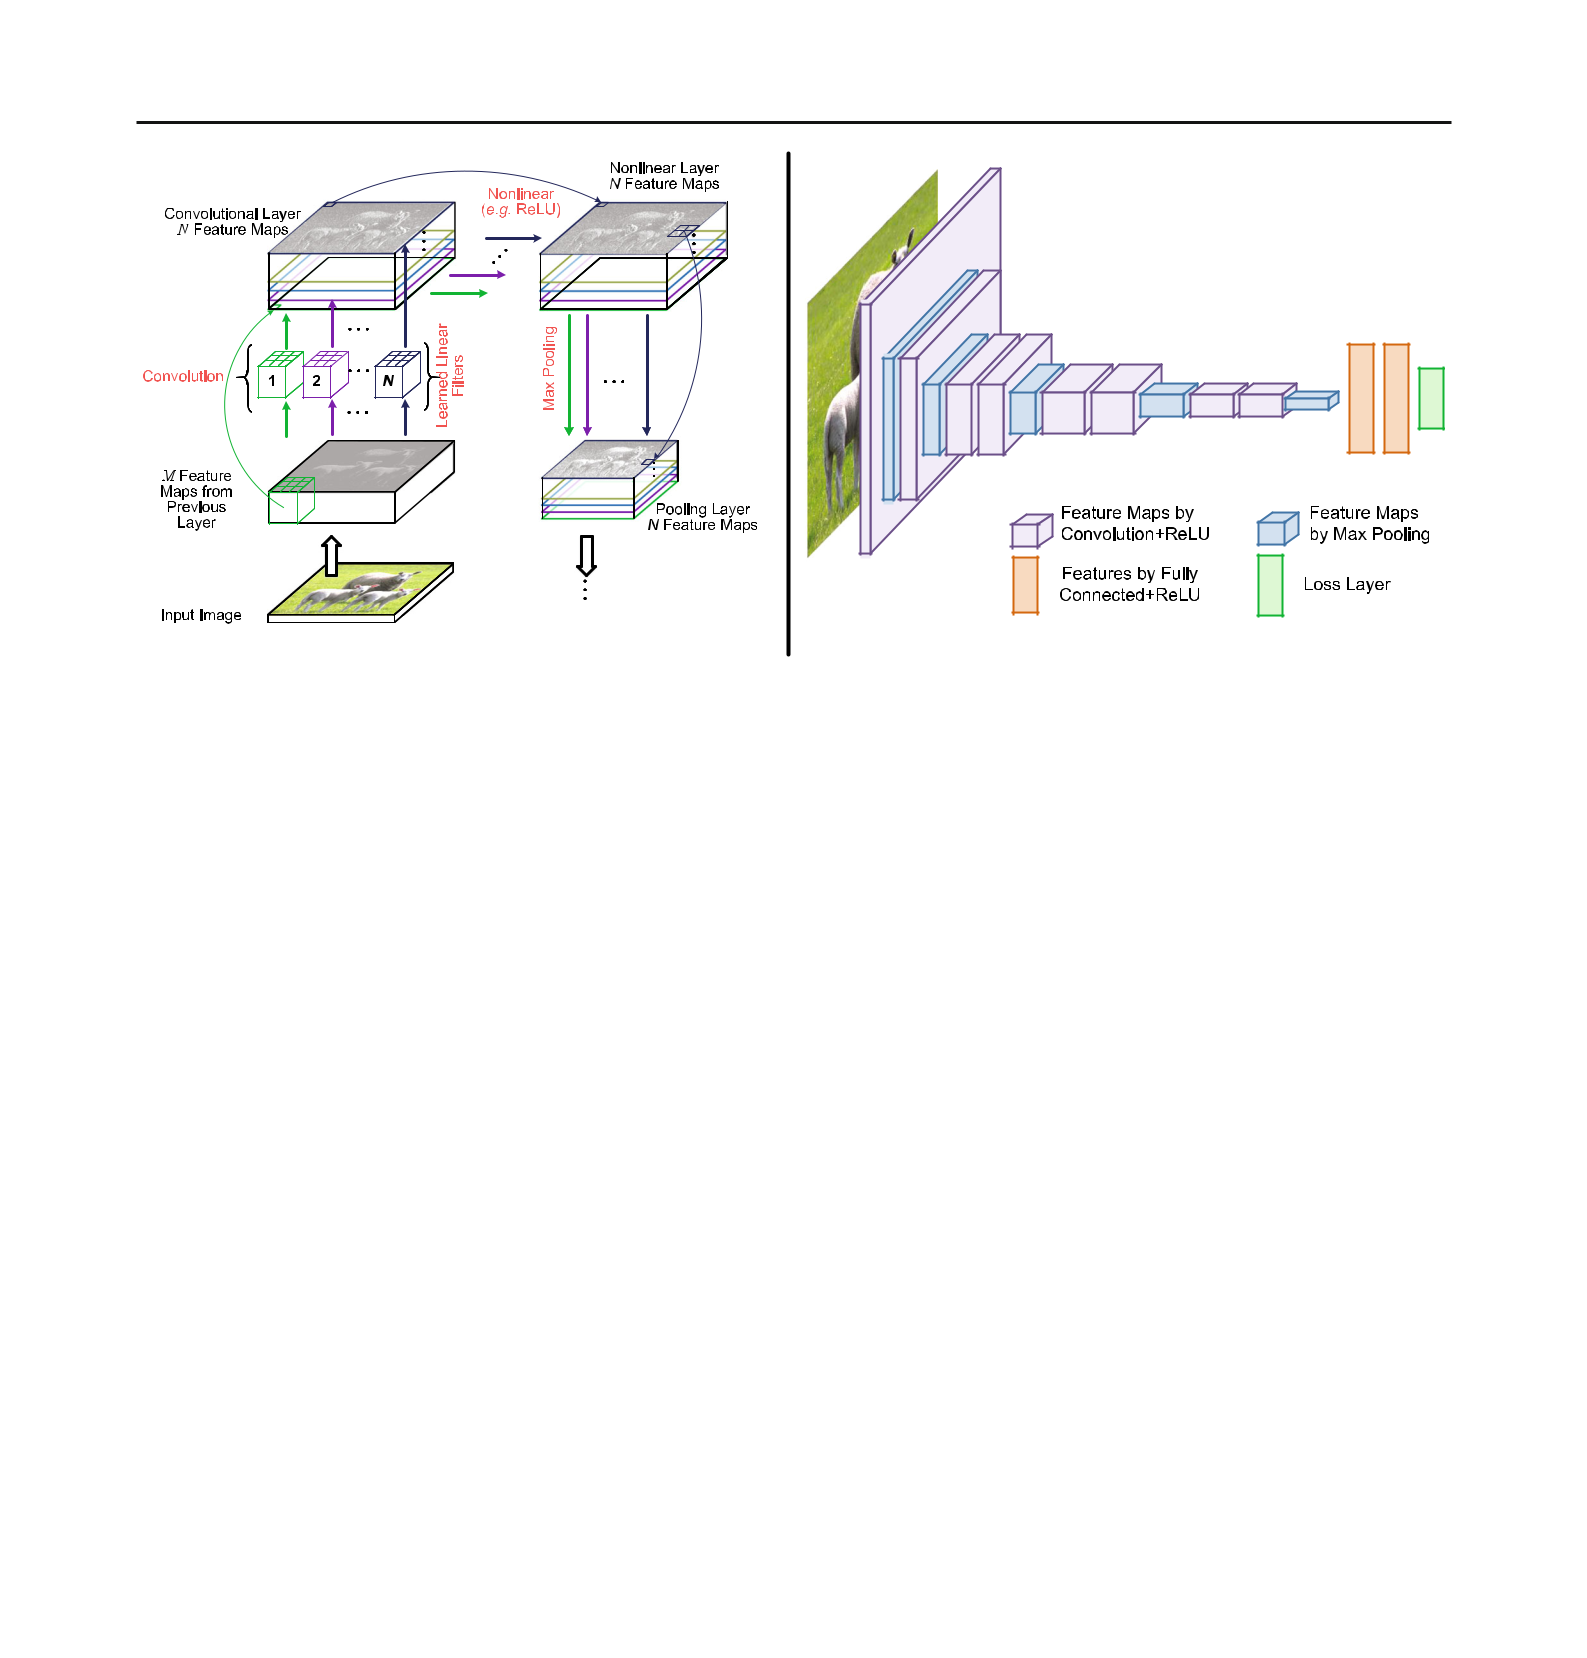 Nonlinear Layer
N Feature Maps
Nonlinear
(e.g. ReLU)
Convolutional Layer
N Feature Maps
Max Pooling
Learned Linear
Filters
Convolution
1
2
N
M Feature
Maps from
Previous
Layer
Pooling Layer
N Feature Maps
Input Image
Feature Maps by
Convolution+ReLU
Feature Maps
by Max Pooling
Features by Fully
Connected+ReLU
Loss Layer